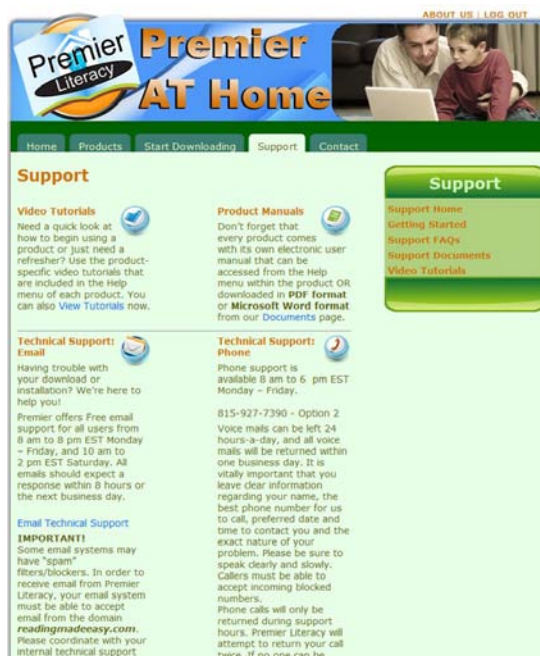 ABOUT US | LOG OUT
Premier
Literacy
Premier
AT Home
Home
Products
Start Downloading
Support
Contact
Support
Video Tutorials
Need a quick look at
how to begin using a
product or just need a
refresher? Use the product-
specific video tutorials that
are included in the Help
menu of each product. You
can also View Tutorials now.
Product Manuals
Don't forget that
every product comes
with its own electronic user
manual that can be
accessed from the Help
menu within the product OR
downloaded in PDF format
or Microsoft Word format
from our Documents page.
Technical Support:
Email
Having trouble with
your download or
installation? We're here to
help you!
Premier offers Free email
support for all users from
8 am to 8 pm EST Monday
– Friday, and 10 am to
2 pm EST Saturday. All
emails should expect a
response within 8 hours or
the next business day.
Email Technical Support
IMPORTANT!
Some email systems may
have "spam"
filters/blockers. In order to
receive email from Premier
Literacy, your email system
must be able to accept
email from the domain
readingmadeeasy.com.
Please coordinate with your
internal technical support
Technical Support:
Phone
Phone support is
available 8 am to 6 pm EST
Monday – Friday.
815-927-7390 - Option 2
Voice mails can be left 24
hours-a-day, and all voice
mails will be returned within
one business day. It is
vitally important that you
leave clear information
regarding your name, the
best phone number for us
to call, preferred date and
time to contact you and the
exact nature of your
problem. Please be sure to
speak clearly and slowly.
Callers must be able to
accept incoming blocked
numbers.
Phone calls will only be
returned during support
hours. Premier Literacy will
attempt to return your call
twice. If no one can be
Support
Support Home
Getting Started
Support FAQs
Support Documents
Video Tutorials